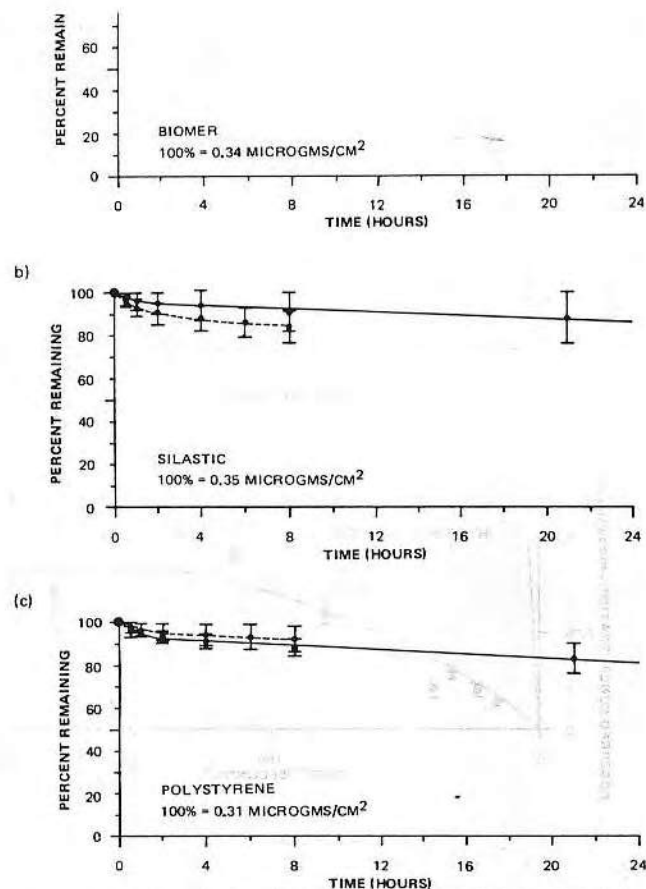 PERCENT REMAIN
60
40
20
0
BIOMER
100% = 0.34 MICROGMS/CM²
0 4 8 12 16 20 24
TIME (HOURS)
b)
PERCENT REMAINING
100
80
60
40
20
0
SILASTIC
100% = 0.35 MICROGMS/CM²
0 4 8 12 16 20 24
TIME (HOURS)
(c)
PERCENT REMAINING
100
80
60
40
20
0
POLYSTYRENE
100% = 0.31 MICROGMS/CM²
0 4 8 12 16 20 24
TIME (HOURS)